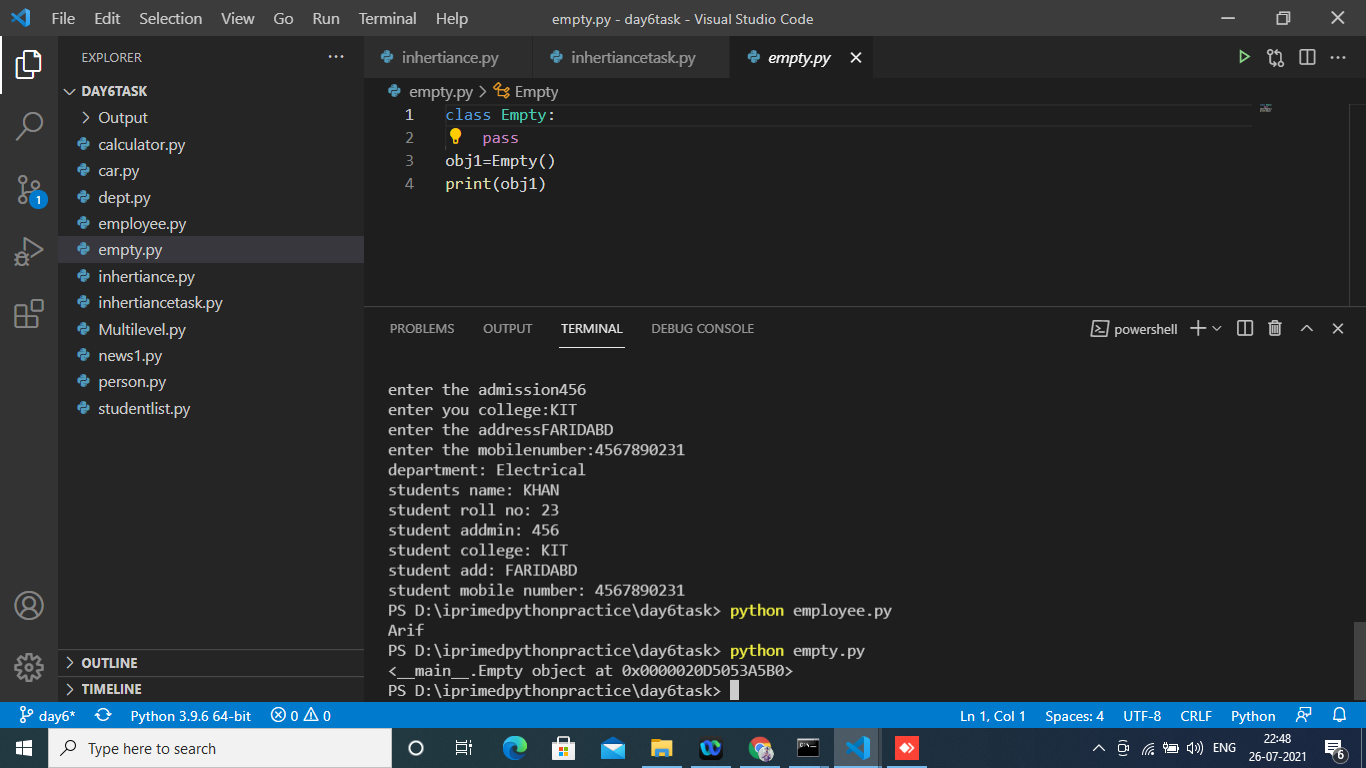 File Edit Selection View Go Run Terminal Help empty.py - day6task - Visual Studio Code
EXPLORER
DAY6TASK
Output
calculator.py
car.py
dept.py
employee.py
empty.py
inhertiance.py
inhertiancetask.py
Multilevel.py
news1.py
person.py
studentlist.py
OUTLINE
TIMELINE
1
inhertiance.py inhertiancetask.py empty.py
empty.py > Empty
1 class Empty:
2 pass
3 obj1=Empty()
4 print(obj1)
PROBLEMS OUTPUT TERMINAL DEBUG CONSOLE powershell
enter the admission456
enter you college:KIT
enter the addressFARIDABD
enter the mobilenumber:4567890231
department: Electrical
students name: KHAN
student roll no: 23
student addmin: 456
student college: KIT
student add: FARIDABD
student mobile number: 4567890231
PS D:\iprimedpythonpractice\day6task> python employee.py
Arif
PS D:\iprimedpythonpractice\day6task> python empty.py
<__main__.Empty object at 0x0000020D5053A5B0>
PS D:\iprimedpythonpractice\day6task>
day6* Python 3.9.6 64-bit 0 0 Ln 1, Col 1 Spaces: 4 UTF-8 CRLF Python
Type here to search ENG 22:48
26-07-2021 6